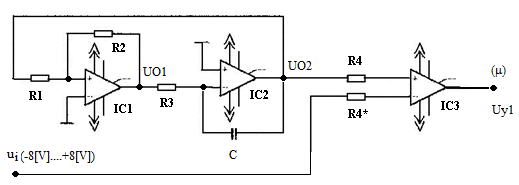 R2
UO1
UO2
R4
(μ)
R1
IC1
R3
IC2
R4*
IC3
Uy1
C
ui (-8[V]....+8[V])
+
-
-
+
+
-